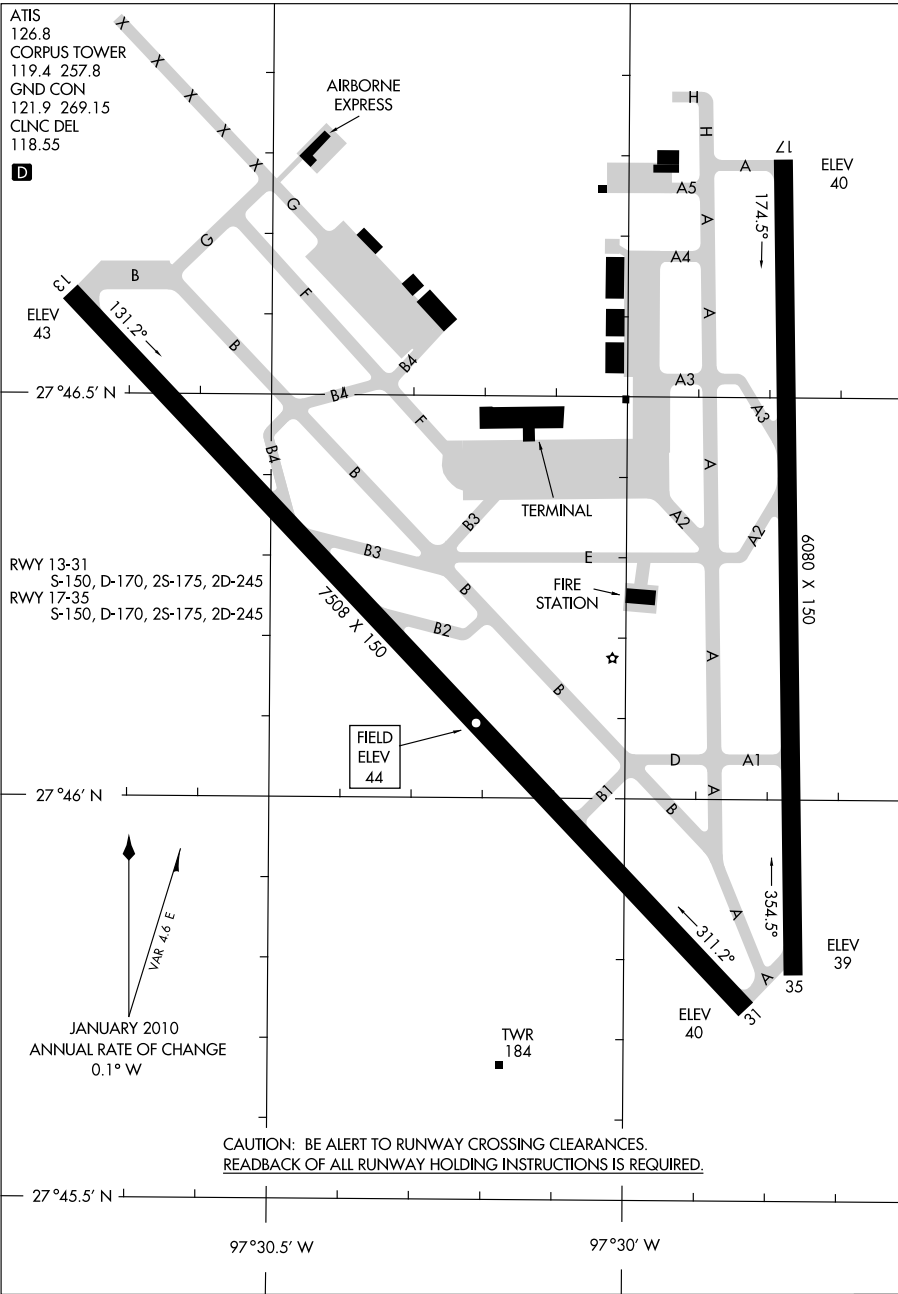 ATIS
126.8
CORPUS TOWER
119.4 257.8
GND CON
121.9 269.15
CLNC DEL
118.55
D
X
X
X
X
X
AIRBORNE
EXPRESS
H
H
A
17
ELEV
40
A5
174.5°
A
G
G
A4
B
13
F
ELEV
43
131.2°
A
B
B4
27°46.5' N
B4
A3
A3
F
B4
B
A
TERMINAL
B3
A2
A2
B3
E
6080 X 150
RWY 13-31
S-150, D-170, 2S-175, 2D-245
RWY 17-35
S-150, D-170, 2S-175, 2D-245
FIRE
STATION
B
7508 X 150
B2
A
B
FIELD
ELEV
44
D
A1
27°46' N
B1
A
B
VAR 4.6 E
354.5°
A
311.2°
ELEV
39
A
35
31
ELEV
40
JANUARY 2010
ANNUAL RATE OF CHANGE
0.1° W
TWR
184
CAUTION: BE ALERT TO RUNWAY CROSSING CLEARANCES.
READBACK OF ALL RUNWAY HOLDING INSTRUCTIONS IS REQUIRED.
27°45.5' N
97°30.5' W
97°30' W